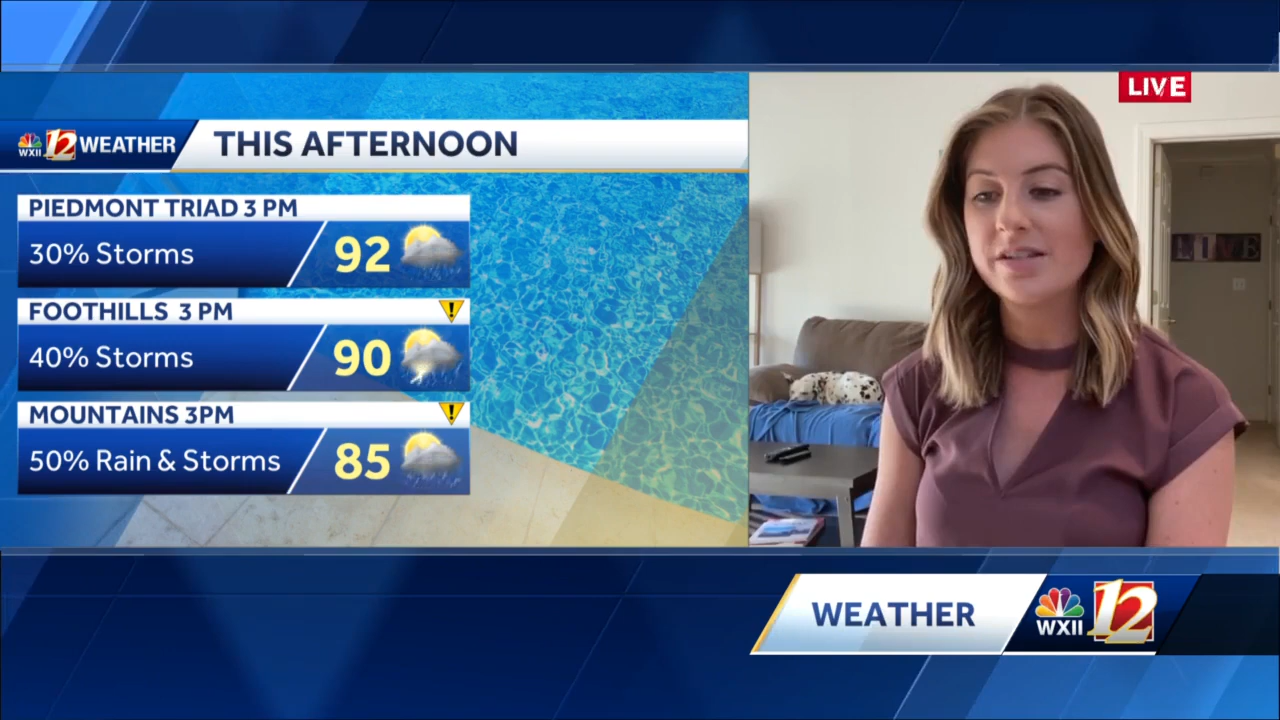 LIVE
WXII 12 WEATHER
THIS AFTERNOON
PIEDMONT TRIAD 3 PM
30% Storms
92
FOOTHILLS 3 PM
!
40% Storms
90
MOUNTAINS 3PM
!
50% Rain & Storms
85
LIVE
WEATHER
WXII 12